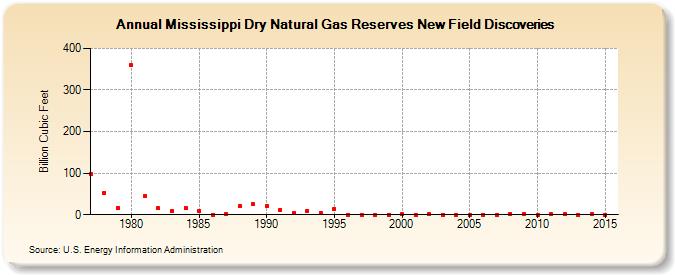 Annual Mississippi Dry Natural Gas Reserves New Field Discoveries
Billion Cubic Feet
400
300
200
100
0
1980 1985 1990 1995 2000 2005 2010 2015
Source: U.S. Energy Information Administration